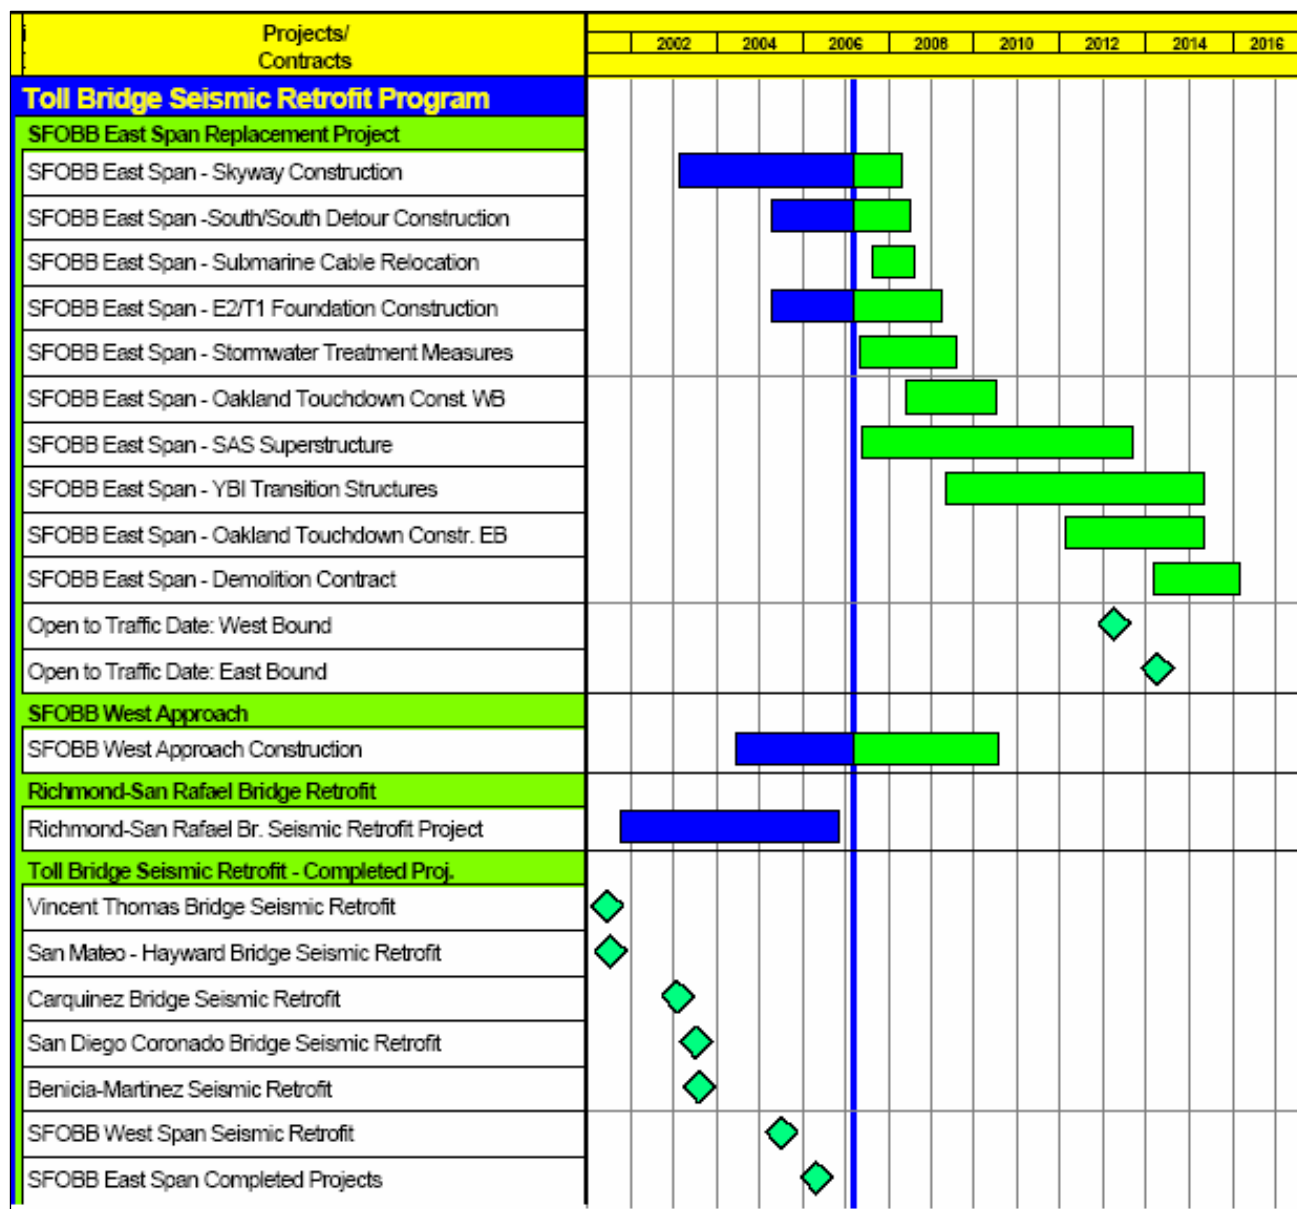 Projects/
Contracts
2002 2004 2006 2008 2010 2012 2014 2016
Toll Bridge Seismic Retrofit Program
SFOBB East Span Replacement Project
SFOBB East Span - Skyway Construction
SFOBB East Span -South/South Detour Construction
SFOBB East Span - Submarine Cable Relocation
SFOBB East Span - E2/T1 Foundation Construction
SFOBB East Span - Stormwater Treatment Measures
SFOBB East Span - Oakland Touchdown Const. WB
SFOBB East Span - SAS Superstructure
SFOBB East Span - YBI Transition Structures
SFOBB East Span - Oakland Touchdown Constr. EB
SFOBB East Span - Demolition Contract
Open to Traffic Date: West Bound
Open to Traffic Date: East Bound
SFOBB West Approach
SFOBB West Approach Construction
Richmond-San Rafael Bridge Retrofit
Richmond-San Rafael Br. Seismic Retrofit Project
Toll Bridge Seismic Retrofit - Completed Proj.
Vincent Thomas Bridge Seismic Retrofit
San Mateo - Hayward Bridge Seismic Retrofit
Carquinez Bridge Seismic Retrofit
San Diego Coronado Bridge Seismic Retrofit
Benicia-Martinez Seismic Retrofit
SFOBB West Span Seismic Retrofit
SFOBB East Span Completed Projects